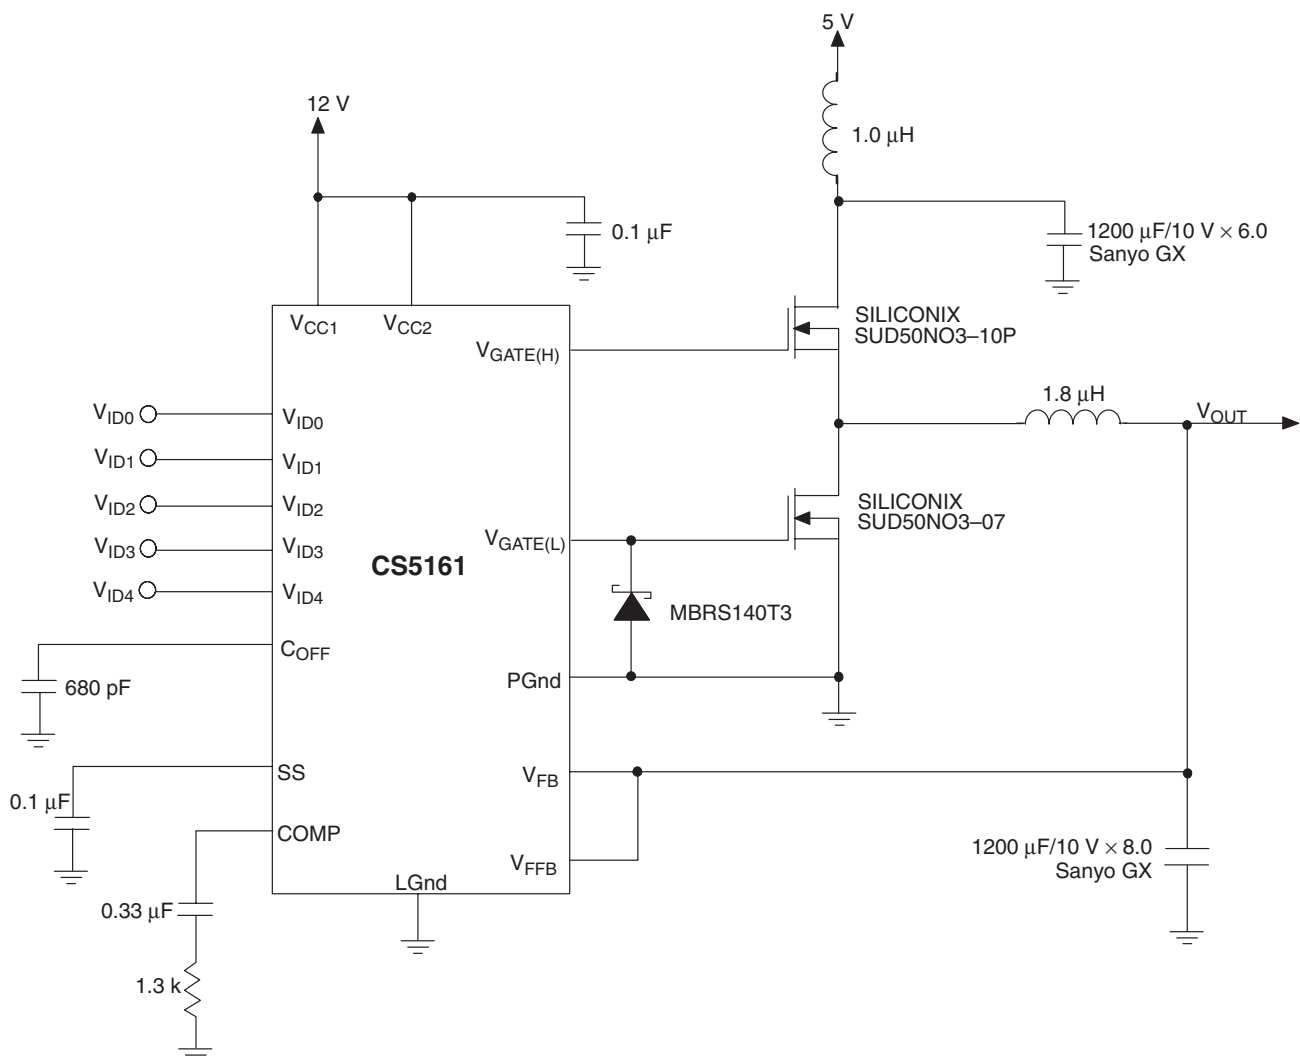 5 V
1.0 μH
12 V
0.1 μF
1200 μF/10 V × 6.0
Sanyo GX
VCC1
VCC2
SILICONIX
SUD50NO3–10P
VGATE(H)
1.8 μH
VOUT
VID0
VID0
VID1
VID1
VID2
VID2
VID3
VID3
VID4
VID4
CS5161
VGATE(L)
SILICONIX
SUD50NO3–07
MBRS140T3
COFF
680 pF
PGnd
SS
0.1 μF
VFB
COMP
VFFB
1200 μF/10 V × 8.0
Sanyo GX
LGnd
0.33 μF
1.3 k